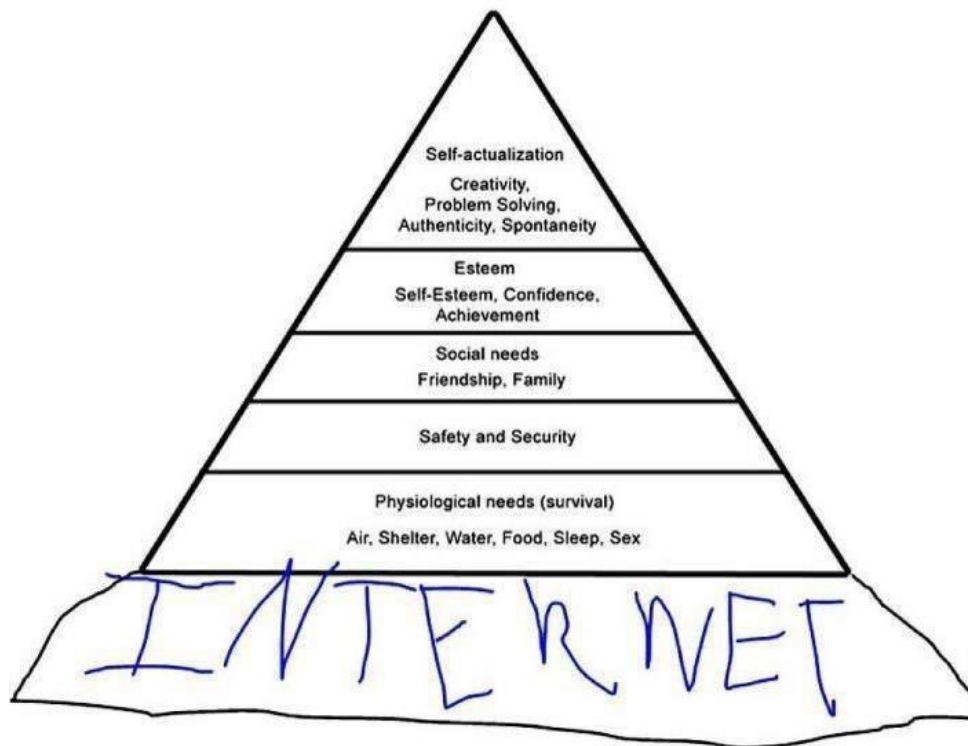 Self-actualization
Creativity,
Problem Solving,
Authenticity, Spontaneity
Esteem
Self-Esteem, Confidence,
Achievement
Social needs
Friendship, Family
Safety and Security
Physiological needs (survival)
Air, Shelter, Water, Food, Sleep, Sex
INTERNET